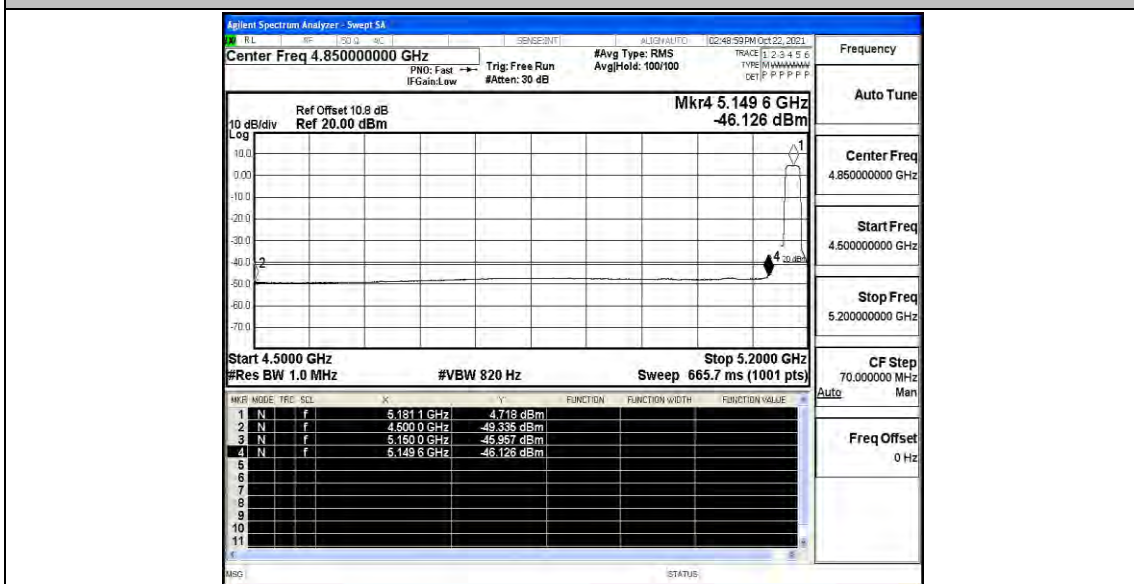 Agilent Spectrum Analyzer - Swept SA
RL RF 50 Ω AC SENSE:INT ALIGNAUTO 02:48:59PM Oct 22, 2021
Center Freq 4.850000000 GHz
PNO: Fast
IFGain:Low
Trig: Free Run
#Atten: 30 dB
#Avg Type: RMS
Avg|Hold: 100/100
TRACE 1 2 3 4 5 6
TYPE M
DET P P P P P P
Ref Offset 10.8 dB
10 dB/div Ref 20.00 dBm
Log
Mkr4 5.149 6 GHz
-46.126 dBm
10.0
0.00
-10.0
-20.0
-30.0
-40.0
-50.0
-60.0
-70.0
1
2
4
Start 4.5000 GHz
Stop 5.2000 GHz
#Res BW 1.0 MHz
#VBW 820 Hz
Sweep 665.7 ms (1001 pts)
MKR MODE TRC SCL X Y FUNCTION FUNCTION WIDTH FUNCTION VALUE
1 N f 5.181 1 GHz 4.718 dBm
2 N f 4.500 0 GHz -49.335 dBm
3 N f 5.150 0 GHz -45.957 dBm
4 N f 5.149 6 GHz -46.126 dBm
5
6
7
8
9
10
11
MSG
STATUS
Frequency
Auto Tune
Center Freq
4.850000000 GHz
Start Freq
4.500000000 GHz
Stop Freq
5.200000000 GHz
CF Step
70.000000 MHz
Auto Man
Freq Offset
0 Hz